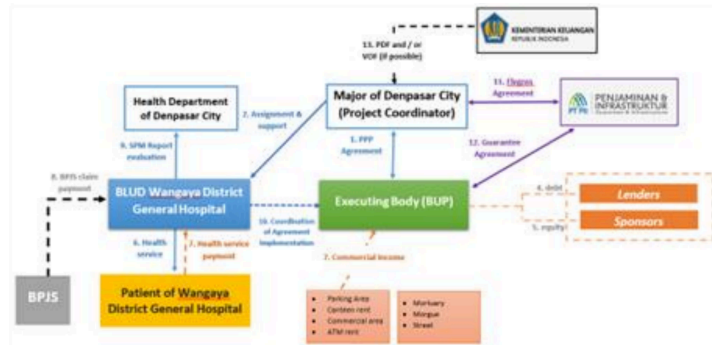 KEMENTERIAN KEUANGAN
REPUBLIK INDONESIA
13. PDF and / or
VOF (if possible)
Health Department
of Denpasar City
2. Assignment &
support
Major of Denpasar City
(Project Coordinator)
Agreement
PT PII
PENJAMINAN
INFRASTRUKTUR
9. SPM Report
evaluation
1. PPP
Agreement
12. Guarantee
Agreement
8. BPJS claim
payment
BLUD Wangaya District
General Hospital
Executing Body (BUP)
4. debt
Lenders
5. equity
Sponsors
10. Coordination
of Agreement
Implementation
6. Health
service
7. Health service
payment
7. Commercial Income
BPJS
Patient of Wangaya
District General Hospital
• Parking Area
• Canteen rent
• Commercial area
• ATM rent
• Mortuary
• Morgue
• Street